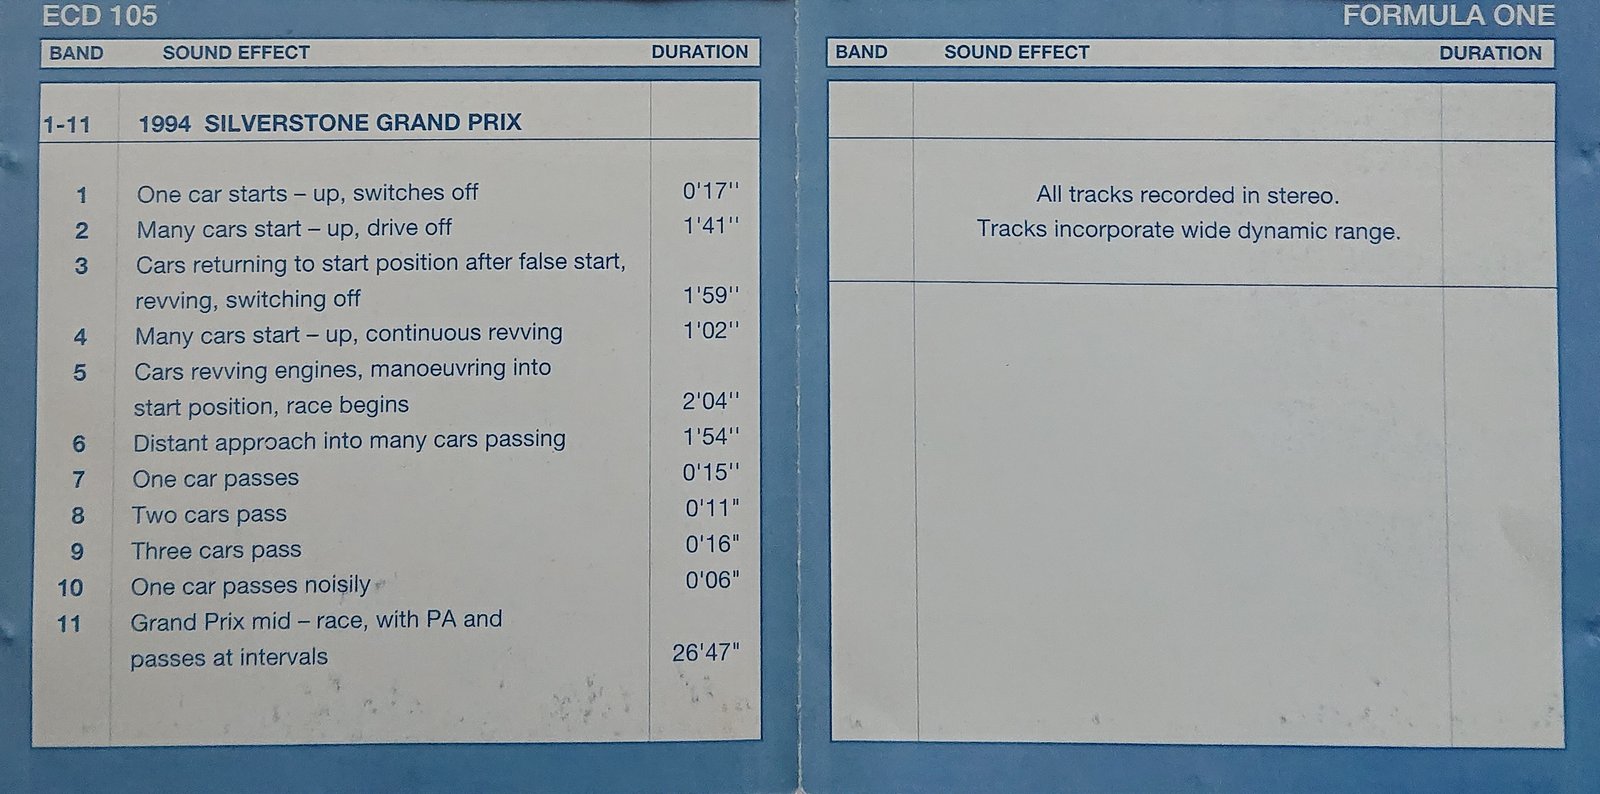 ECD 105
BAND SOUND EFFECT DURATION
1-11 1994 SILVERSTONE GRAND PRIX
1 One car starts – up, switches off 0'17''
2 Many cars start – up, drive off 1'41''
3 Cars returning to start position after false start,
revving, switching off 1'59''
4 Many cars start – up, continuous revving 1'02''
5 Cars revving engines, manoeuvring into
start position, race begins 2'04''
6 Distant approach into many cars passing 1'54''
7 One car passes 0'15''
8 Two cars pass 0'11"
9 Three cars pass 0'16"
10 One car passes noisily 0'06"
11 Grand Prix mid – race, with PA and
passes at intervals 26'47"
FORMULA ONE
BAND SOUND EFFECT DURATION
All tracks recorded in stereo.
Tracks incorporate wide dynamic range.